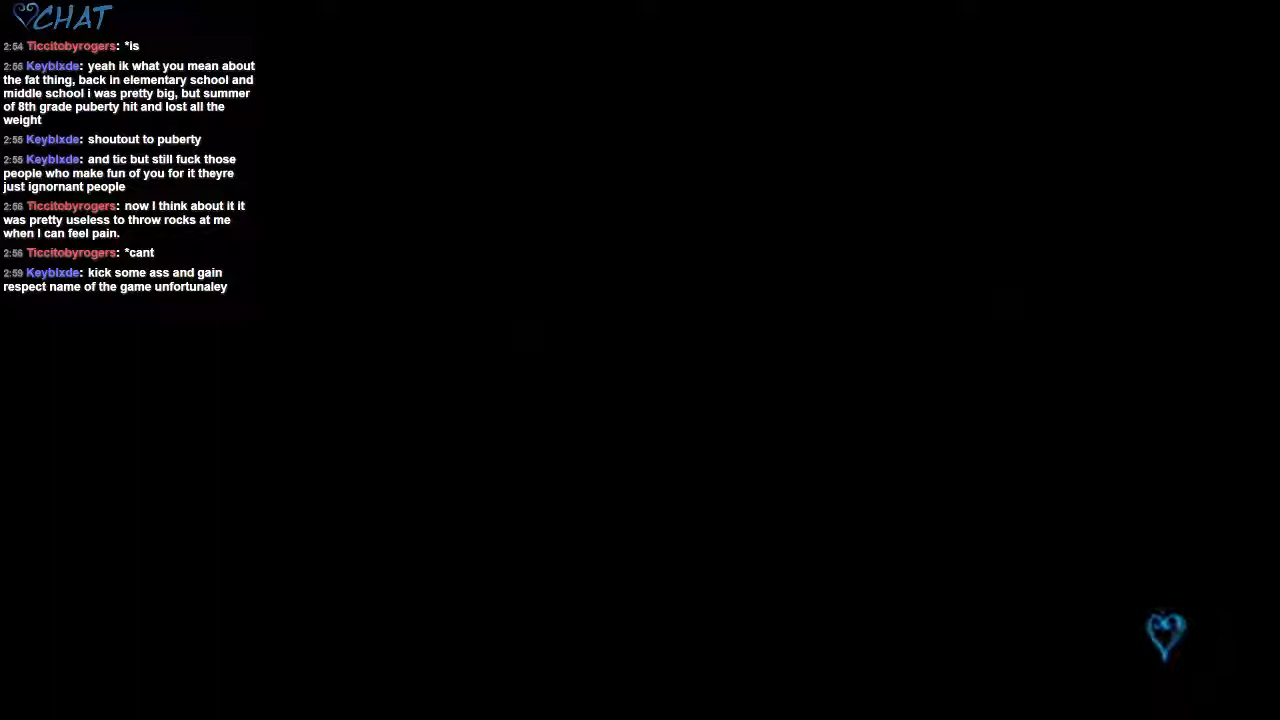 CHAT
2:54 Ticcitobyrogers: *is
2:55 Keybixde: yeah ik what you mean about
the fat thing, back in elementary school and
middle school i was pretty big, but summer
of 8th grade puberty hit and lost all the
weight
2:55 Keybixde: shoutout to puberty
2:55 Keybixde: and tic but still fuck those
people who make fun of you for it theyre
just ignornant people
2:56 Ticcitobyrogers: now I think about it it
was pretty useless to throw rocks at me
when I can feel pain.
2:56 Ticcitobyrogers: *cant
2:59 Keybixde: kick some ass and gain
respect name of the game unfortunaley